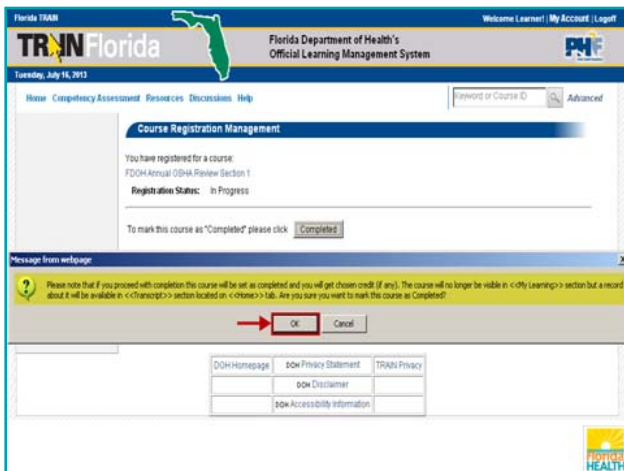 Florida TRAIN
Welcome Learner! | My Account | Logoff
TRAIN Florida
Florida Department of Health's
Official Learning Management System
PHF
Tuesday, July 16, 2013
Home Competency Assessment Resources Discussions Help
Keyword or Course ID
Advanced
Course Registration Management
You have registered for a course:
FDOH Annual OSHA Review Section 1
Registration Status: In Progress
To mark this course as "Completed" please click Completed
Message from webpage
X
Please note that if you proceed with completion this course will be set as completed and you will get chosen credit (if any). The course will no longer be visible in <<My Learning>> section but a record
about it will be available in <<Transcript>> section located on <<Home>> tab. Are you sure you want to mark this course as Completed?
OK Cancel
DOH Homepage DOH Privacy Statement TRAIN Privacy
DOH Disclaimer
DOH Accessibility Information
Florida
HEALTH